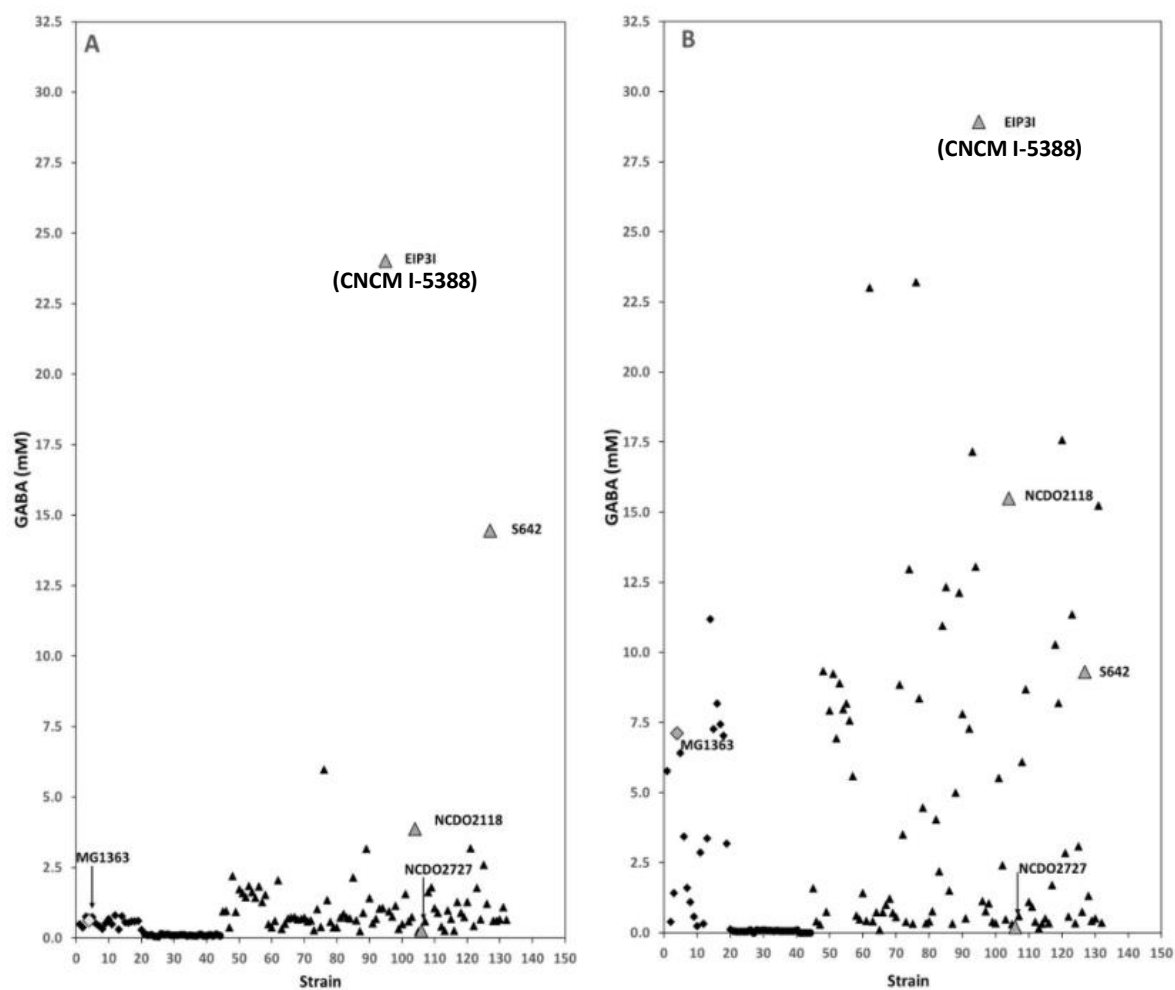 A
GABA (mM)
32.5
30.0
27.5
25.0
22.5
20.0
17.5
15.0
12.5
10.0
7.5
5.0
2.5
0.0
EIP3I
(CNCM I-5388)
S642
NCDO2118
NCDO2727
MG1363
0 10 20 30 40 50 60 70 80 90 100 110 120 130 140 150
Strain
B
GABA (mM)
32.5
30.0
27.5
25.0
22.5
20.0
17.5
15.0
12.5
10.0
7.5
5.0
2.5
0.0
EIP3I
(CNCM I-5388)
NCDO2118
S642
MG1363
NCDO2727
0 10 20 30 40 50 60 70 80 90 100 110 120 130 140 150
Strain